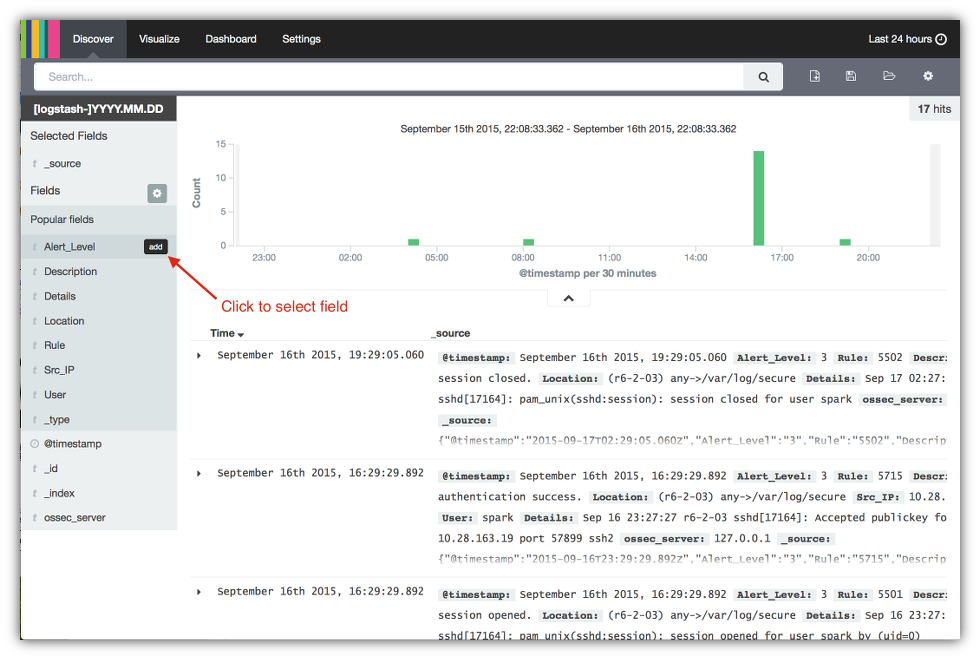 Discover Visualize Dashboard Settings Last 24 hours
Search...
[logstash-]YYYY.MM.DD
17 hits
Selected Fields
t _source
Fields
Popular fields
t Alert_Level add
t Description
t Details
t Location
t Rule
t Src_IP
t User
t _type
@timestamp
t _id
t _index
t ossec_server
Click to select field
September 15th 2015, 22:08:33.362 - September 16th 2015, 22:08:33.362
Count
15
10
5
0
23:00 02:00 05:00 08:00 11:00 14:00 17:00 20:00
@timestamp per 30 minutes
Time _source
September 16th 2015, 19:29:05.060 @timestamp: September 16th 2015, 19:29:05.060 Alert_Level: 3 Rule: 5502 Descri
session closed. Location: (r6-2-03) any->/var/log/secure Details: Sep 17 02:27:
sshd[17164]: pam_unix(sshd:session): session closed for user spark ossec_server:
_source:
{"@timestamp":"2015-09-17T02:29:05.060Z","Alert_Level":"3","Rule":"5502","Descrip
September 16th 2015, 16:29:29.892 @timestamp: September 16th 2015, 16:29:29.892 Alert_Level: 3 Rule: 5715 Descri
authentication success. Location: (r6-2-03) any->/var/log/secure Src_IP: 10.28.
User: spark Details: Sep 16 23:27:27 r6-2-03 sshd[17164]: Accepted publickey fo
10.28.163.19 port 57899 ssh2 ossec_server: 127.0.0.1 _source:
{"@timestamp":"2015-09-16T23:29:29.892Z","Alert_Level":"3","Rule":"5715","Descrip
September 16th 2015, 16:29:29.892 @timestamp: September 16th 2015, 16:29:29.892 Alert_Level: 3 Rule: 5501 Descri
session opened. Location: (r6-2-03) any->/var/log/secure Details: Sep 16 23:27:
sshd[17164]: pam_unix(sshd:session): session opened for user spark by (uid=0)